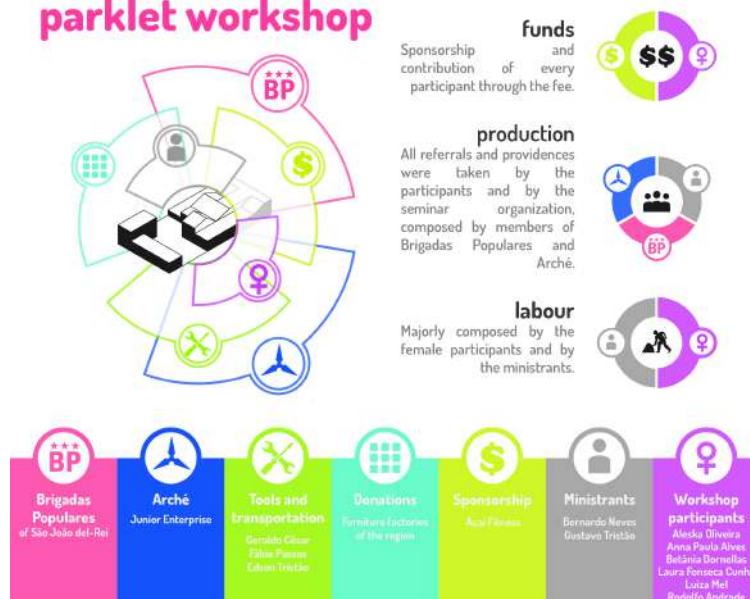 parklet workshop
BP
$
funds
Sponsorship and
contribution of every
participant through the fee.
$
$$
production
All referrals and providences
were taken by the
participants and by the
seminar organization,
composed by members of
Brigadas Populares and
Arché.
BP
labour
Majorly composed by the
female participants and by
the ministrants.
BP
Brigadas
Populares
of São João del-Rei
Arché
Junior Enterprise
Tools and
transportation
Geraldo César
Fábio Passos
Edson Tristão
Donations
Furniture factories
of the region
$
Sponsorship
Açaí Fitness
Ministrants
Bernardo Neves
Gustavo Tristão
Workshop
participants
Aleska Oliveira
Anna Paula Alves
Betânia Dornellas
Laura Fonseca Cunh
Luiza Mel
Rodolfo Andrade